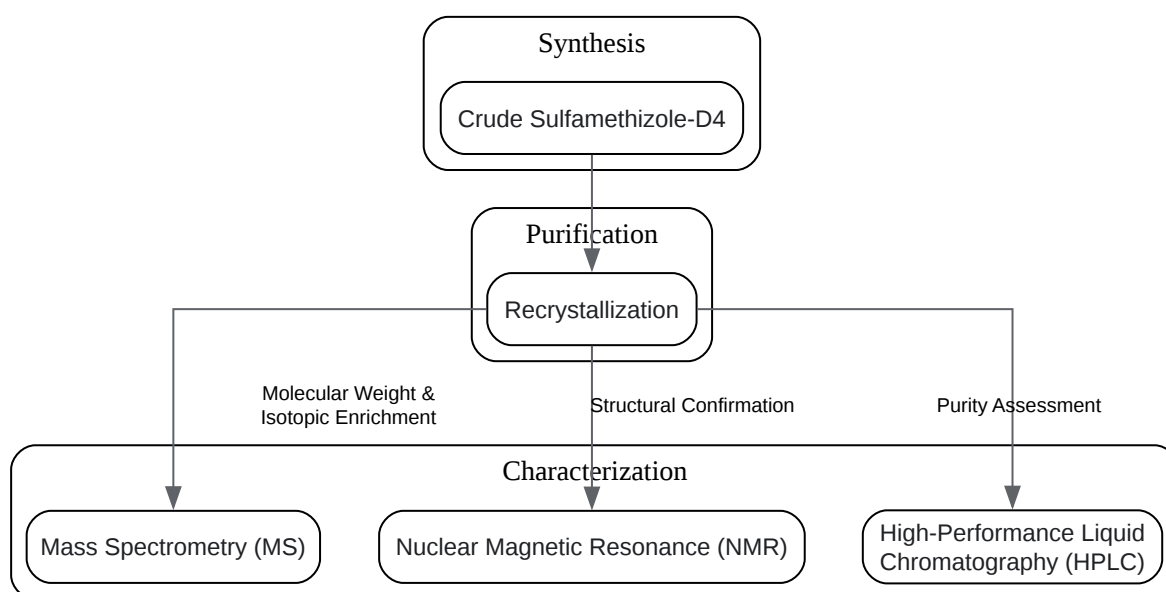 Synthesis
Crude Sulfamethizole-D4
Purification
Recrystallization
Molecular Weight &
Isotopic Enrichment
Structural Confirmation
Purity Assessment
Characterization
Mass Spectrometry (MS)
Nuclear Magnetic Resonance (NMR)
High-Performance Liquid
Chromatography (HPLC)